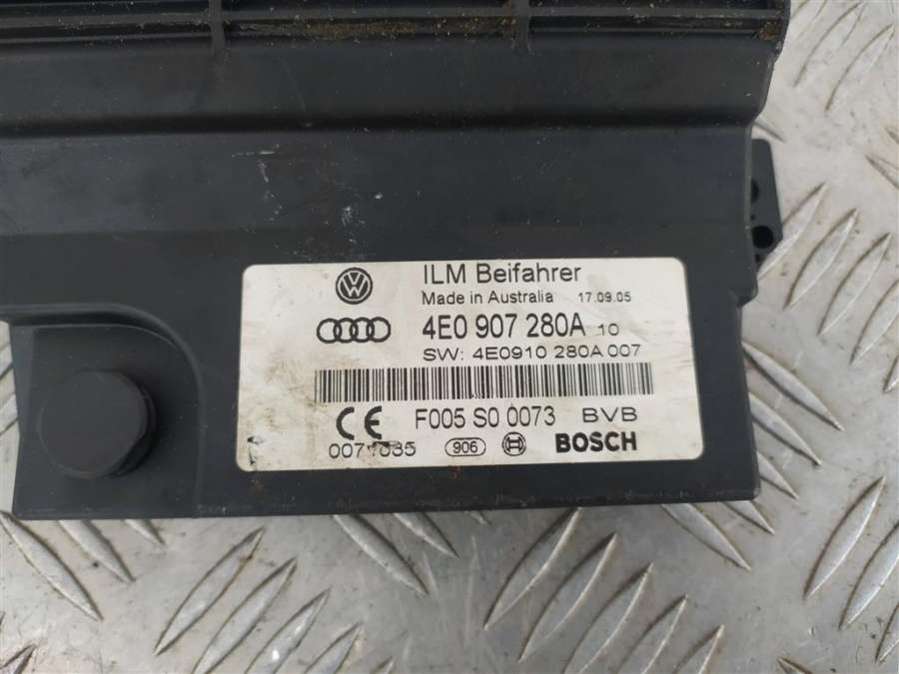 ILM Beifahrer
Made in Australia 17.09.05
4E0 907 280A 10
SW: 4E0910 280A 007
CE F005 S0 0073 BVB
906 BOSCH